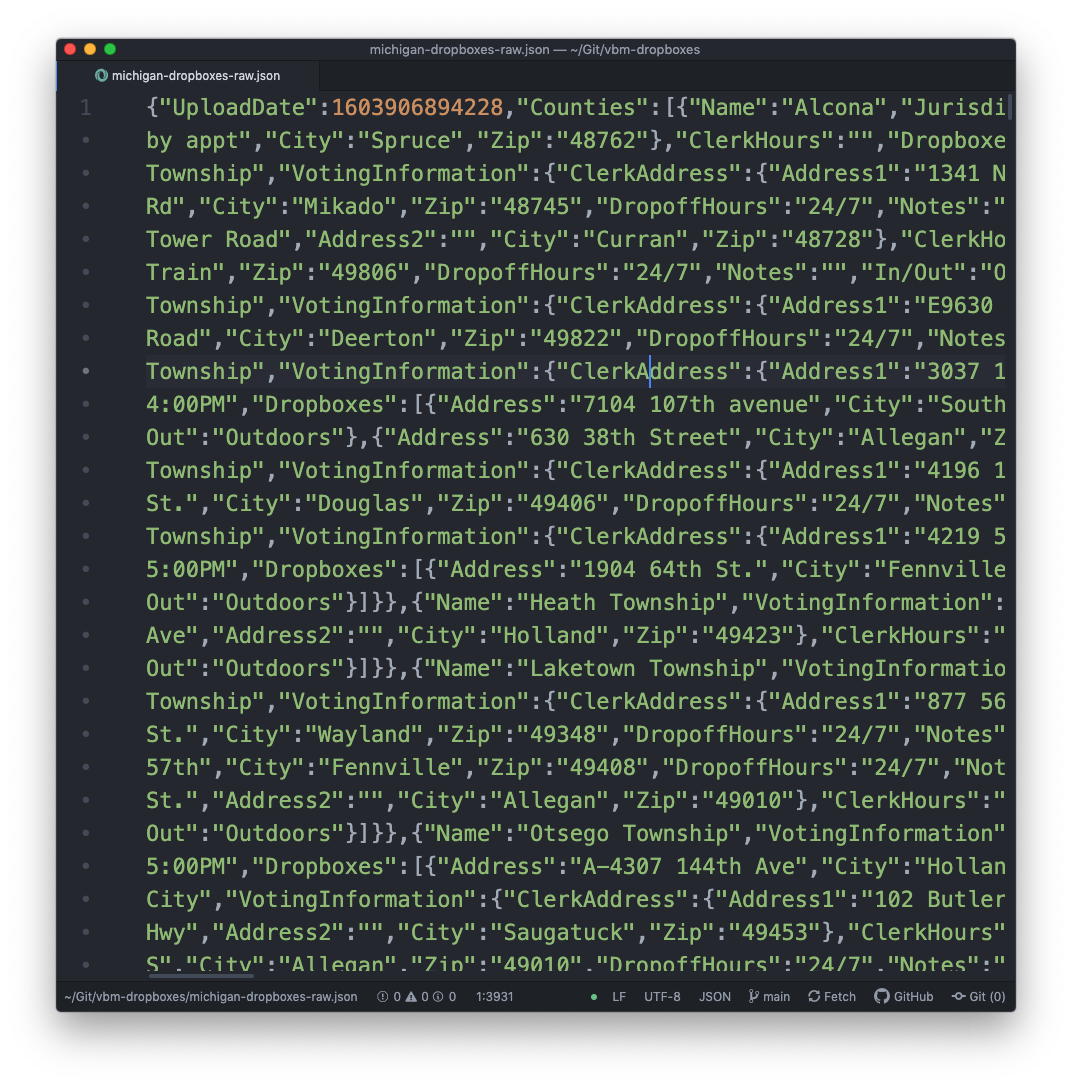 michigan-dropboxes-raw.json — ~/Git/vbm-dropboxes
michigan-dropboxes-raw.json
1 {"UploadDate":1603906894228,"Counties":[{"Name":"Alcona","Jurisdi
by appt","City":"Spruce","Zip":"48762"},"ClerkHours":"","Dropboxe
Township","VotingInformation":{"ClerkAddress":{"Address1":"1341 N
Rd","City":"Mikado","Zip":"48745","DropoffHours":"24/7","Notes":"
Tower Road","Address2":"","City":"Curran","Zip":"48728"},"ClerkHo
Train","Zip":"49806","DropoffHours":"24/7","Notes":"","In/Out":"O
Township","VotingInformation":{"ClerkAddress":{"Address1":"E9630
Road","City":"Deerton","Zip":"49822","DropoffHours":"24/7","Notes
Township","VotingInformation":{"ClerkAddress":{"Address1":"3037 1
4:00PM","Dropboxes":[{"Address":"7104 107th avenue","City":"South
Out":"Outdoors"},{"Address":"630 38th Street","City":"Allegan","Z
Township","VotingInformation":{"ClerkAddress":{"Address1":"4196 1
St.","City":"Douglas","Zip":"49406","DropoffHours":"24/7","Notes"
Township","VotingInformation":{"ClerkAddress":{"Address1":"4219 5
5:00PM","Dropboxes":[{"Address":"1904 64th St.","City":"Fennville
Out":"Outdoors"}]}},{"Name":"Heath Township","VotingInformation":
Ave","Address2":"","City":"Holland","Zip":"49423"},"ClerkHours":"
Out":"Outdoors"}]}},{"Name":"Laketown Township","VotingInformatio
Township","VotingInformation":{"ClerkAddress":{"Address1":"877 56
St.","City":"Wayland","Zip":"49348","DropoffHours":"24/7","Notes"
57th","City":"Fennville","Zip":"49408","DropoffHours":"24/7","Not
St.","Address2":"","City":"Allegan","Zip":"49010"},"ClerkHours":"
Out":"Outdoors"}]}},{"Name":"Otsego Township","VotingInformation"
5:00PM","Dropboxes":[{"Address":"A-4307 144th Ave","City":"Hollan
City","VotingInformation":{"ClerkAddress":{"Address1":"102 Butler
Hwy","Address2":"","City":"Saugatuck","Zip":"49453"},"ClerkHours"
S","City":"Allegan","Zip":"49010","DropoffHours":"24/7","Notes":"
~/Git/vbm-dropboxes/michigan-dropboxes-raw.json 0 0 0 1:3931 LF UTF-8 JSON main Fetch GitHub Git (0)